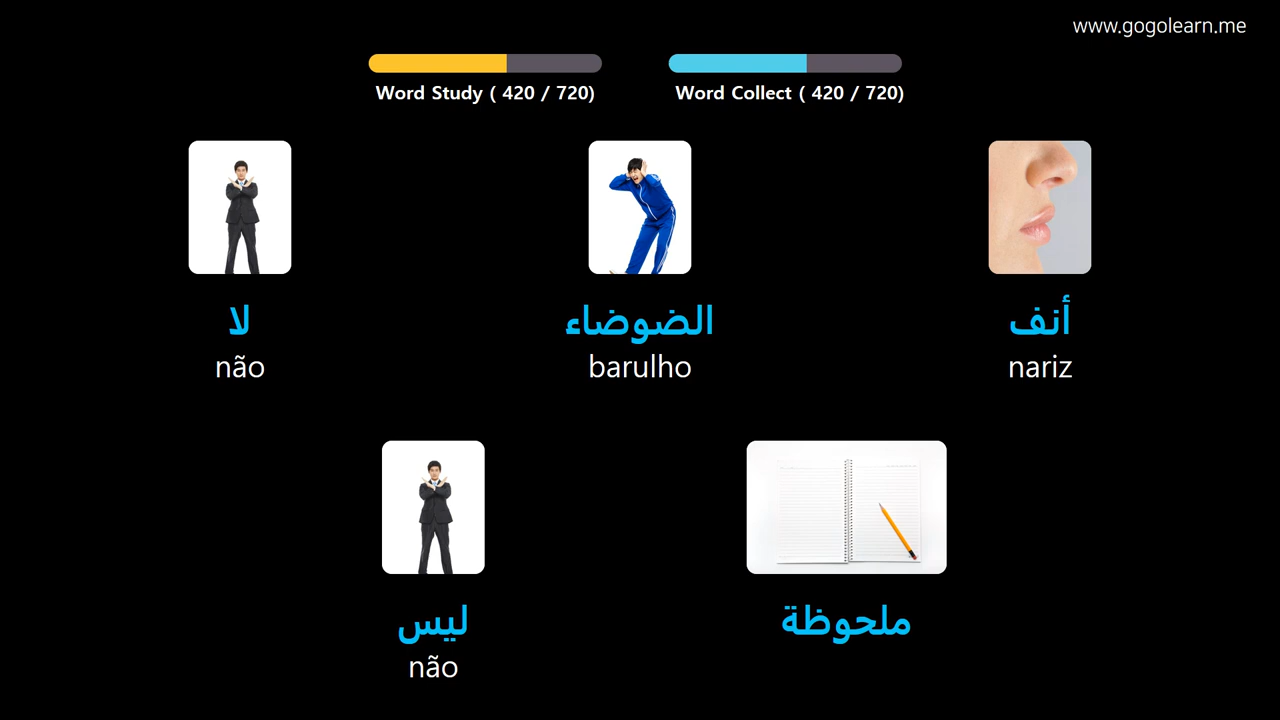 www.gogolearn.me
Word Study ( 420 / 720)
Word Collect ( 420 / 720)
لا
não
الضوضاء
barulho
أنف
nariz
ليس
não
ملحوظة